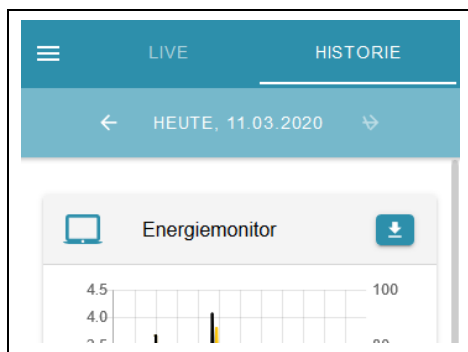 LIVE HISTORIE
HEUTE, 11.03.2020
Energiemonitor
4.5 100
4.0